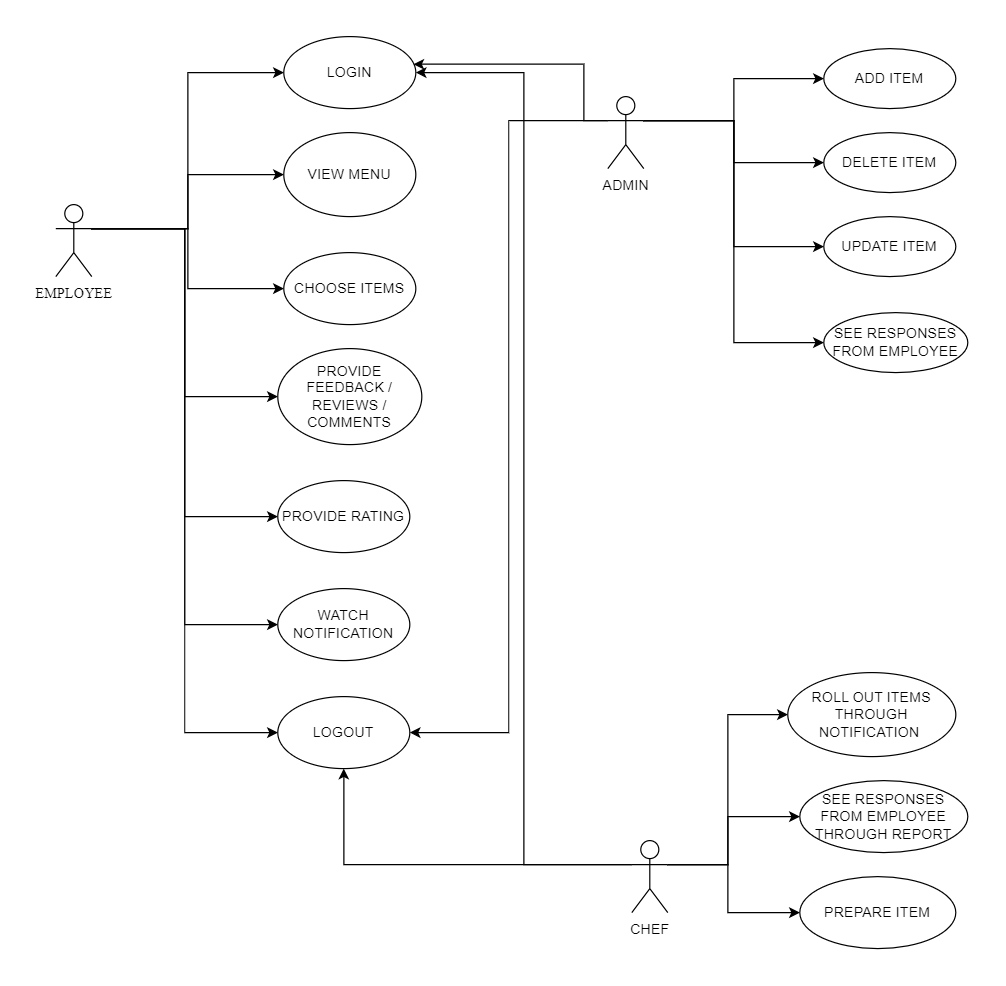 LOGIN
VIEW MENU
EMPLOYEE
CHOOSE ITEMS
PROVIDE
FEEDBACK /
REVIEWS /
COMMENTS
PROVIDE RATING
WATCH
NOTIFICATION
LOGOUT
ADMIN
ADD ITEM
DELETE ITEM
UPDATE ITEM
SEE RESPONSES
FROM EMPLOYEE
CHEF
ROLL OUT ITEMS
THROUGH
NOTIFICATION
SEE RESPONSES
FROM EMPLOYEE
THROUGH REPORT
PREPARE ITEM